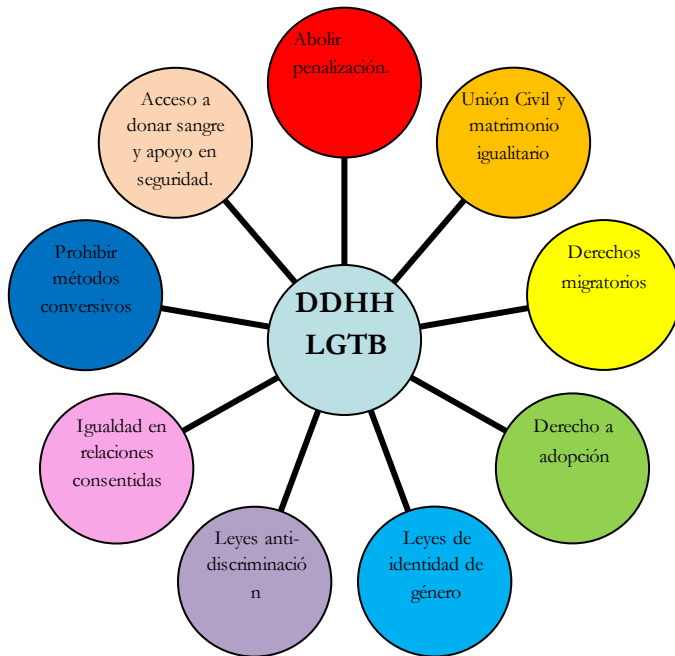 Abolir
penalización.
Unión Civil y
matrimonio
igualitario
Derechos
migratorios
Derecho a
adopción
Leyes de
identidad de
género
Leyes anti-
discriminació
n
Igualdad en
relaciones
consentidas
Prohibir
métodos
conversivos
Acceso a
donar sangre
y apoyo en
seguridad.
DDHH
LGTB